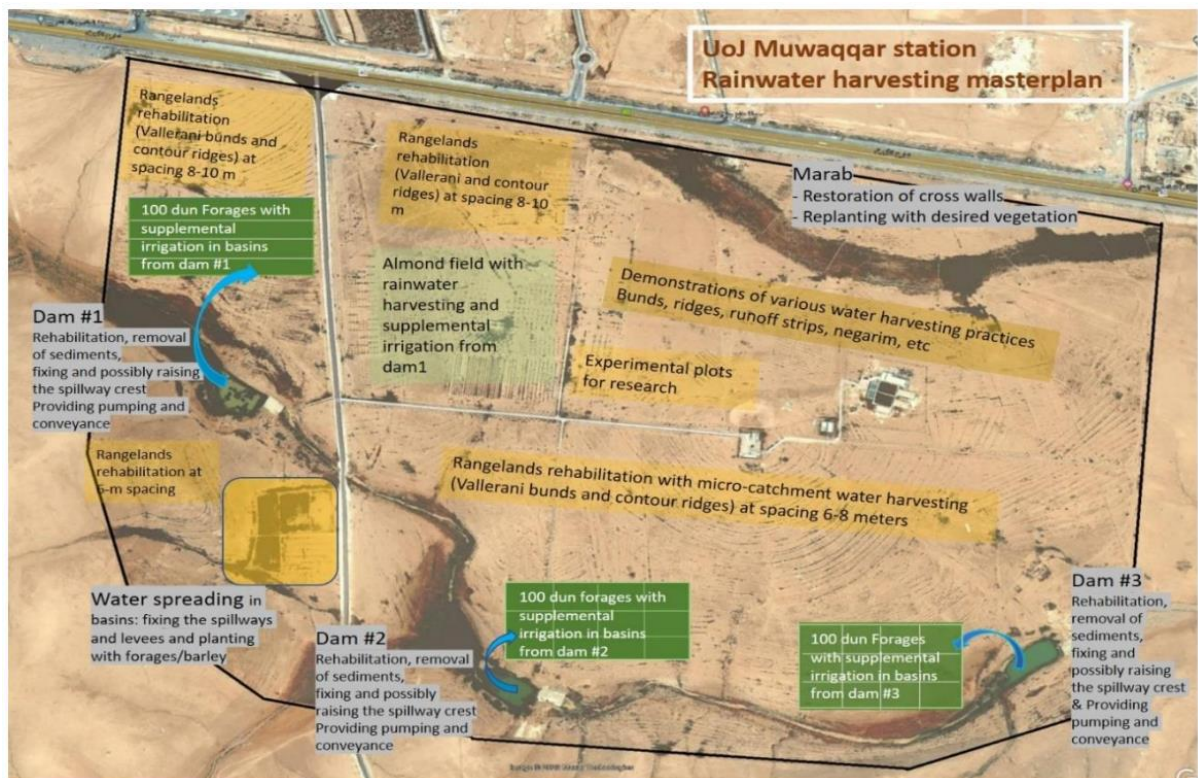 UoJ Muwaqqar station
Rainwater harvesting masterplan
Rangelands
rehabilitation
(Vallerani bunds and
contour ridges) at
spacing 8-10 m
Rangelands
rehabilitation
(Vallerani and contour
ridges) at spacing 8-10
m
Marab
- Restoration of cross walls
- Replanting with desired vegetation
100 dun Forages with
supplemental
irrigation in basins
from dam #1
Almond field with
rainwater
harvesting and
supplemental
irrigation from
dam1
Demonstrations of various water harvesting practices
Bunds, ridges, runoff strips, negarim, etc
Dam #1
Rehabilitation, removal
of sediments,
fixing and possibly raising
the spillway crest
Providing pumping and
conveyance
Experimental plots
for research
Rangelands
rehabilitation at
6-m spacing
Rangelands rehabilitation with micro-catchment water harvesting
(Vallerani bunds and contour ridges) at spacing 6-8 meters
Water spreading in
basins: fixing the spillways
and levees and planting
with forages/barley
Dam #2
Rehabilitation, removal
of sediments,
fixing and possibly
raising the spillway crest
Providing pumping and
conveyance
100 dun forages with
supplemental
irrigation in basins
from dam #2
100 dun Forages
with supplemental
irrigation in basins
from dam #3
Dam #3
Rehabilitation,
removal of
sediments,
fixing and
possibly raising
the spillway crest
& Providing
pumping and
conveyance